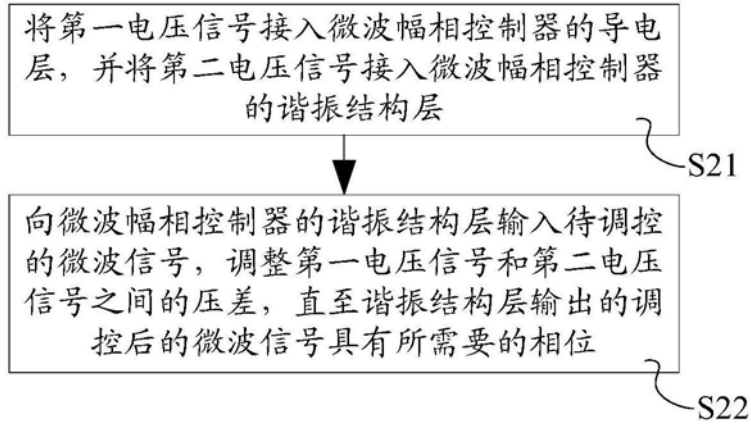 将第一电压信号接入微波幅相控制器的导电
层，并将第二电压信号接入微波幅相控制器
的谐振结构层
S21
向微波幅相控制器的谐振结构层输入待调控
的微波信号，调整第一电压信号和第二电压
信号之间的压差，直至谐振结构层输出的调
控后的微波信号具有所需要的相位
S22